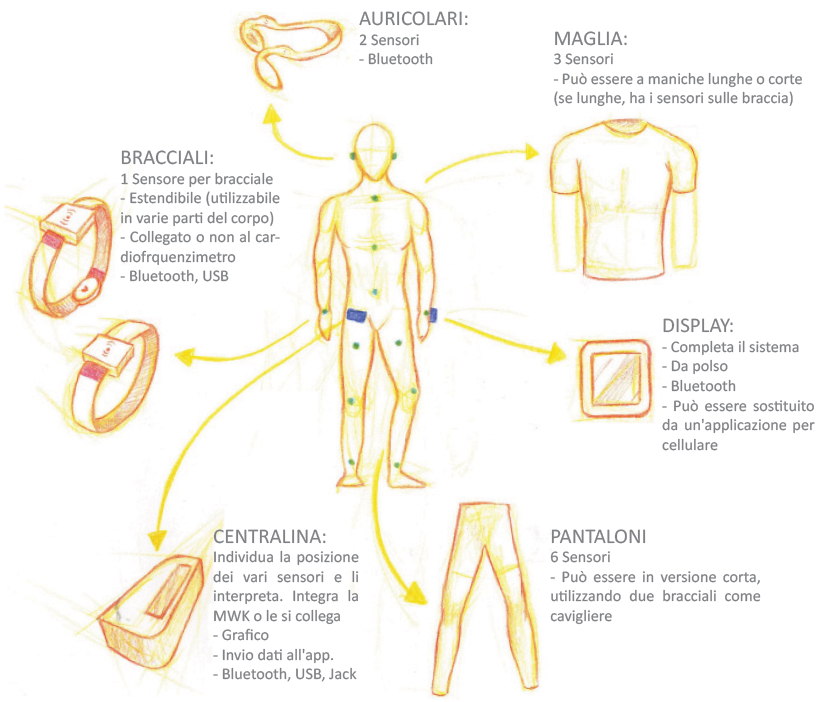 AURICOLARI:
2 Sensori
- Bluetooth
MAGLIA:
3 Sensori
- Può essere a maniche lunghe o corte
(se lunghe, ha i sensori sulle braccia)
BRACCIALI:
1 Sensore per bracciale
- Estendibile (utilizzabile
in varie parti del corpo)
- Collegato o non al car-
diofrquenzimetro
- Bluetooth, USB
DISPLAY:
- Completa il sistema
- Da polso
- Bluetooth
- Può essere sostituito
da un'applicazione per
cellulare
CENTRALINA:
Individua la posizione
dei vari sensori e li
interpreta. Integra la
MWK o le si collega
- Grafico
- Invio dati all'app.
- Bluetooth, USB, Jack
PANTALONI
6 Sensori
- Può essere in versione corta,
utilizzando due bracciali come
cavigliere